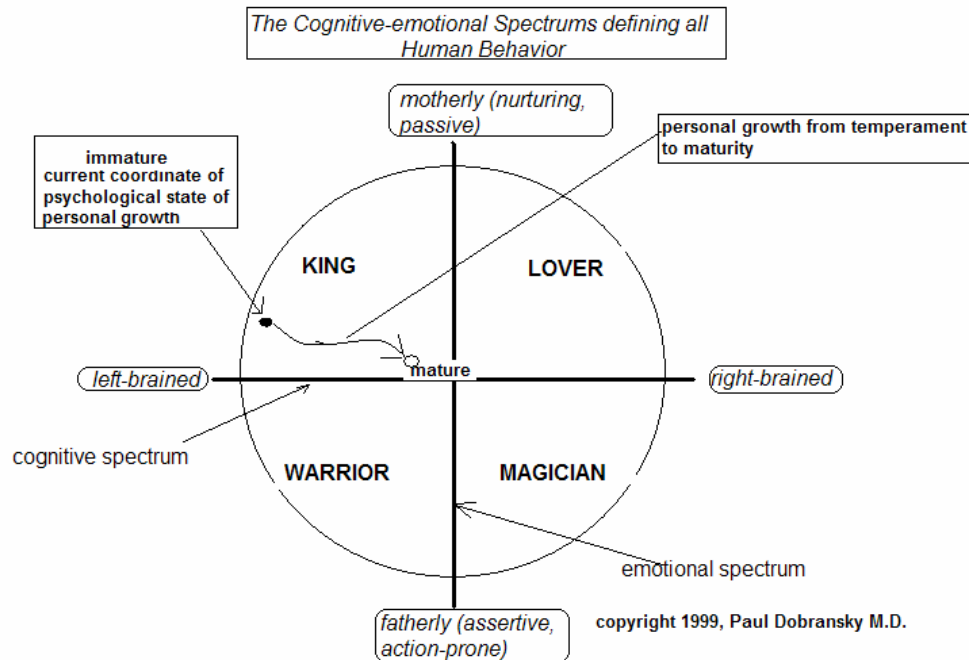 The Cognitive-emotional Spectrums defining all
Human Behavior
motherly (nurturing,
passive)
personal growth from temperament
to maturity
immature
current coordinate of
psychological state of
personal growth
KING
LOVER
mature
left-brained
right-brained
cognitive spectrum
WARRIOR
MAGICIAN
emotional spectrum
fatherly (assertive,
action-prone)
copyright 1999, Paul Dobransky M.D.